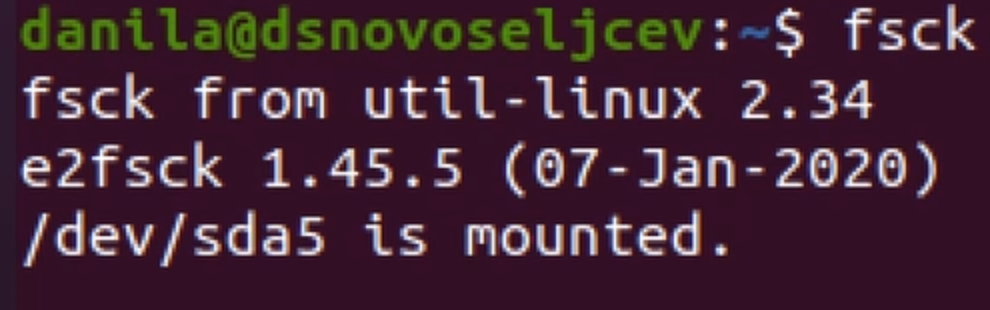 danila@dsnovoseljcev:~$ fsck
fsck from util-linux 2.34
e2fsck 1.45.5 (07-Jan-2020)
/dev/sda5 is mounted.